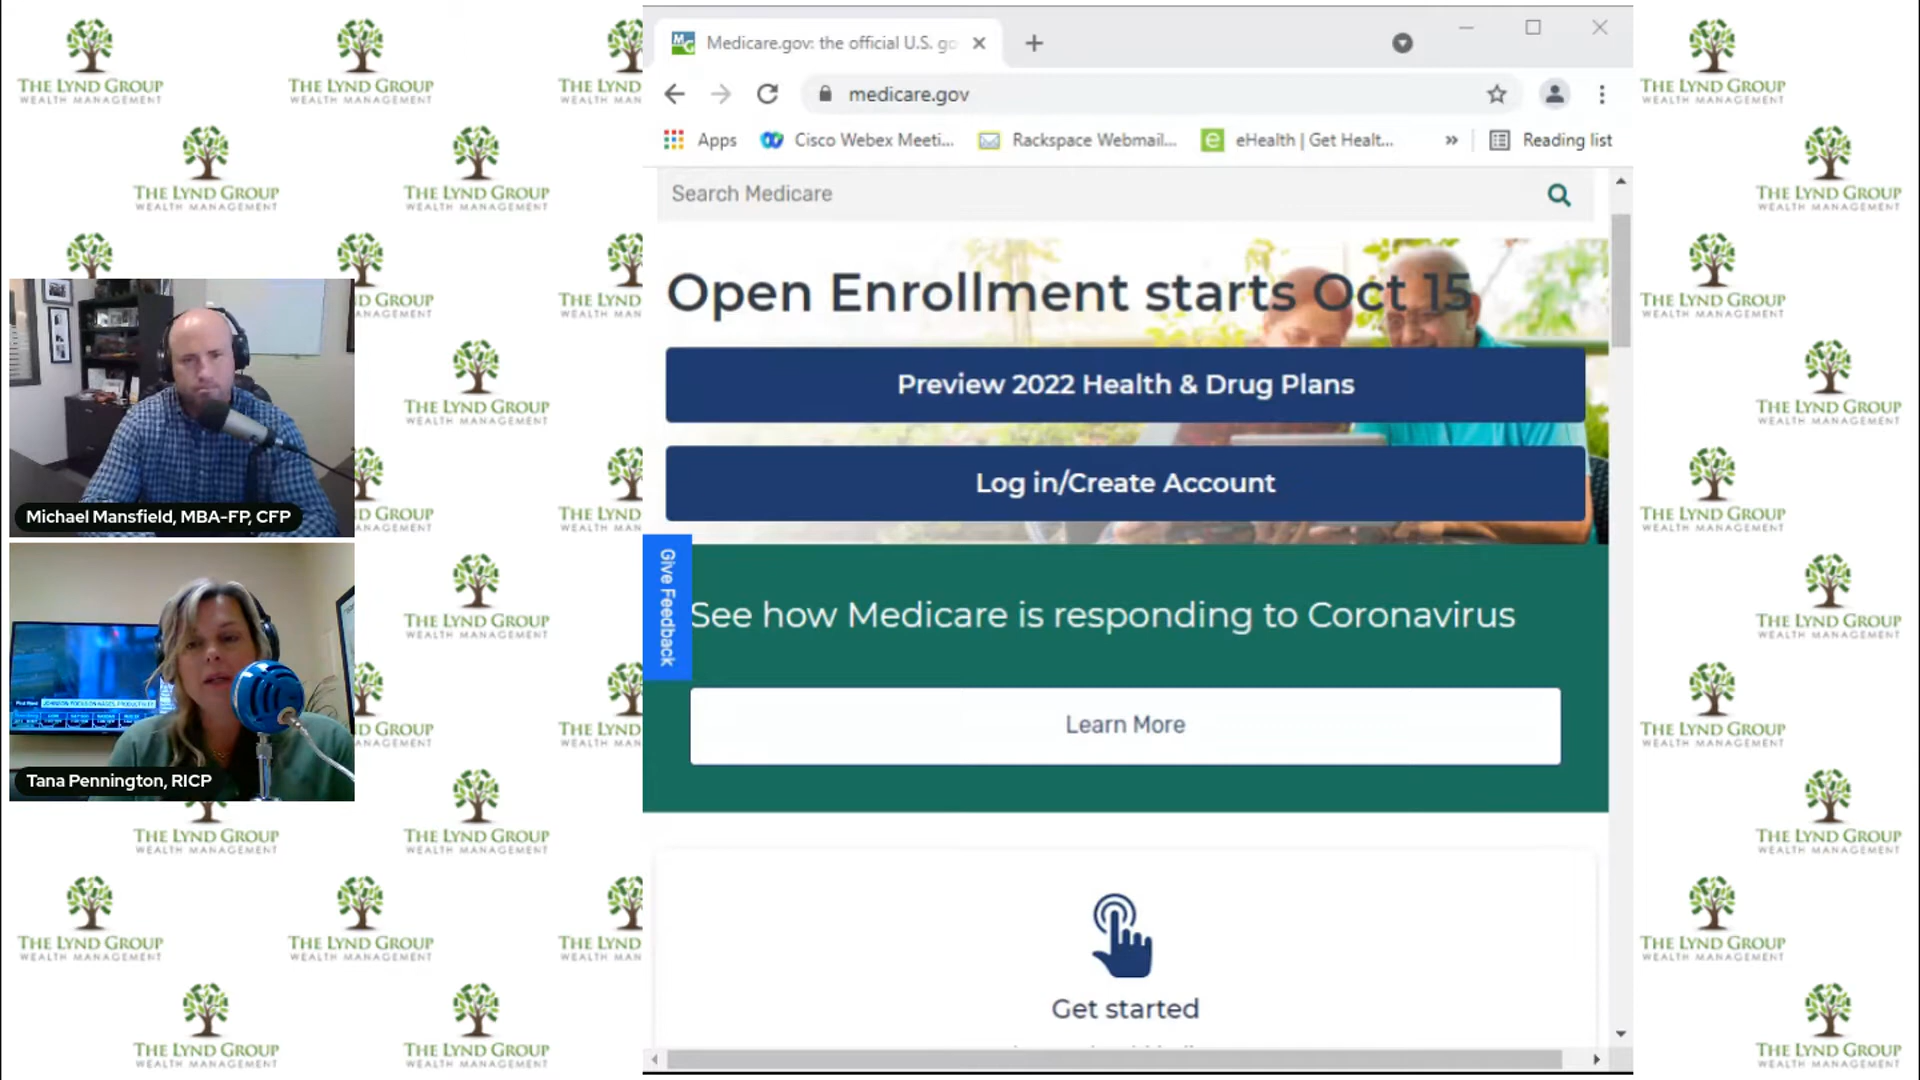 THE LYND GROUP
WEALTH MANAGEMENT
Michael Mansfield, MBA-FP, CFP
Tana Pennington, RICP
Medicare.gov: the official U.S. go
medicare.gov
Apps
Cisco Webex Meeti...
Rackspace Webmail...
eHealth | Get Healt...
»
Reading list
Search Medicare
Open Enrollment starts Oct 15
Preview 2022 Health & Drug Plans
Log in/Create Account
Give Feedback
See how Medicare is responding to Coronavirus
Learn More
Get started